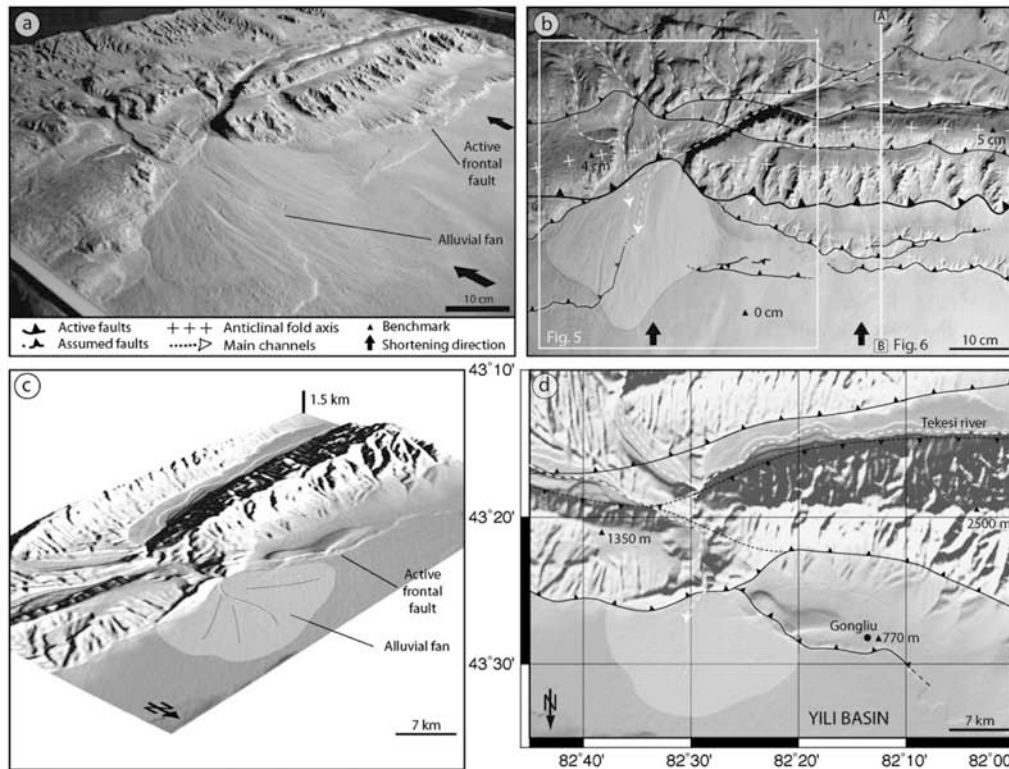 a
Active
frontal
fault
Alluvial fan
10 cm
Active faults
Anticlinal fold axis
Benchmark
Assumed faults
Main channels
Shortening direction
b
A
5 cm
4 cm
0 cm
Fig. 5
B Fig. 6
10 cm
c
1.5 km
Active
frontal
fault
Alluvial fan
N
7 km
d
43°10'
43°20'
43°30'
Tekesi river
2500 m
1350 m
Gongliu
770 m
N
YILI BASIN
7 km
82°40' 82°30' 82°20' 82°10' 82°00'